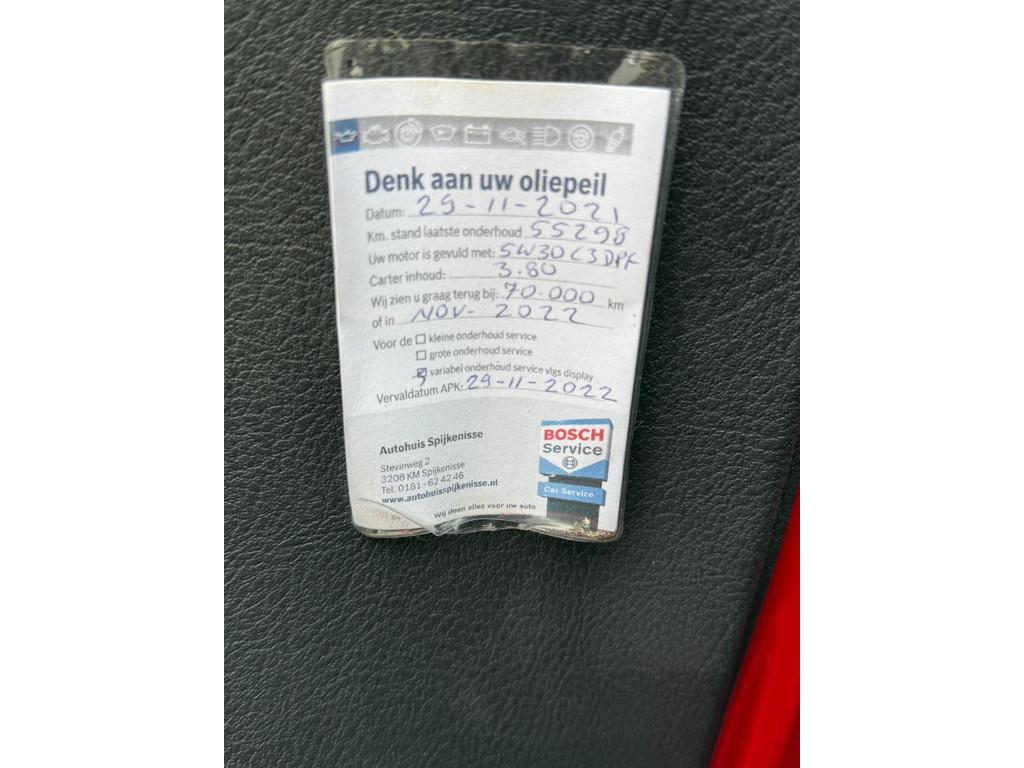 Denk aan uw oliepeil
Datum: 29-11-2021
Km. stand laatste onderhoud 55298
Uw motor is gevuld met: 5W30 C3 DPF
Carter inhoud: 3.80
Wij zien u graag terug bij: 70.000 km
of in NOV- 2022
Voor de kleine onderhoud service
grote onderhoud service
variabel onderhoud service vlgs display
Vervaldatum APK: 29-11-2022
Autohuis Spijkenisse
Stevinweg 2
3208 KM Spijkenisse
Tel. 0181 - 62 42 46
www.autohuisspijkenisse.nl
Wij doen alles voor uw auto
BOSCH
Service
Car Service